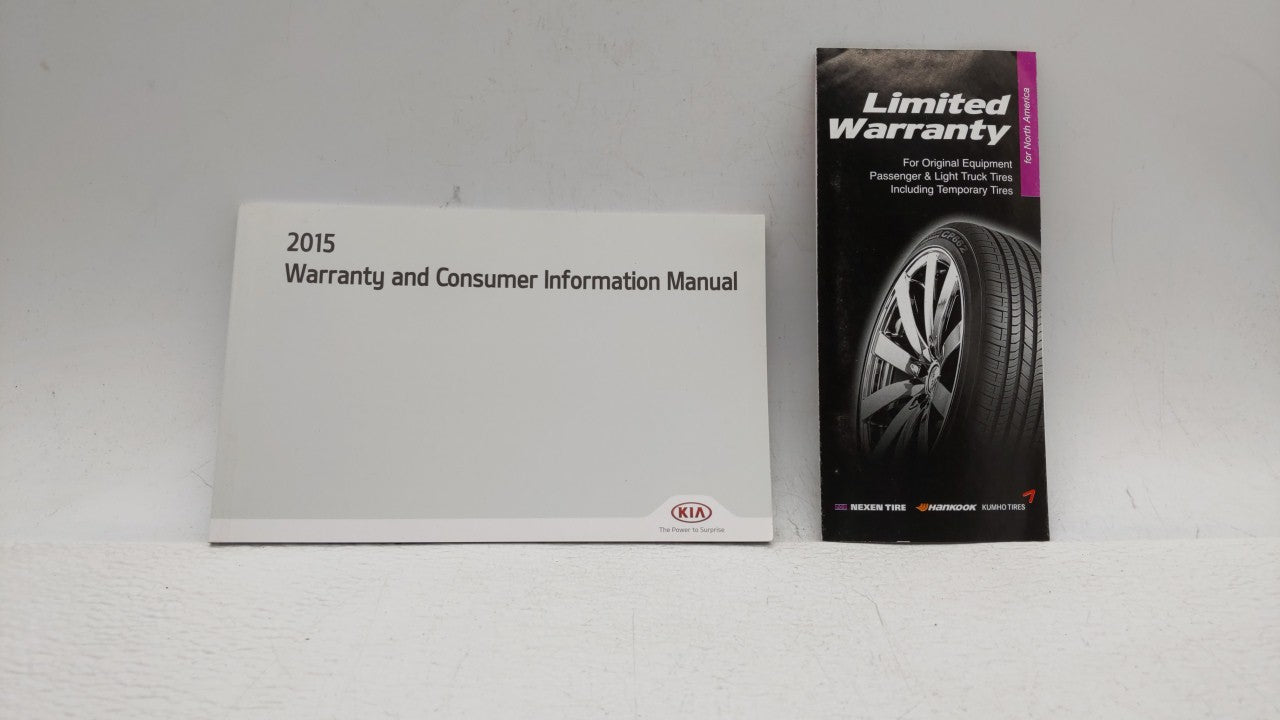 2015
Warranty and Consumer Information Manual
KIA
The Power to Surprise
Limited
Warranty
for North America
For Original Equipment
Passenger & Light Truck Tires
Including Temporary Tires
NEXEN TIRE HANKOOK KUMHO TIRES